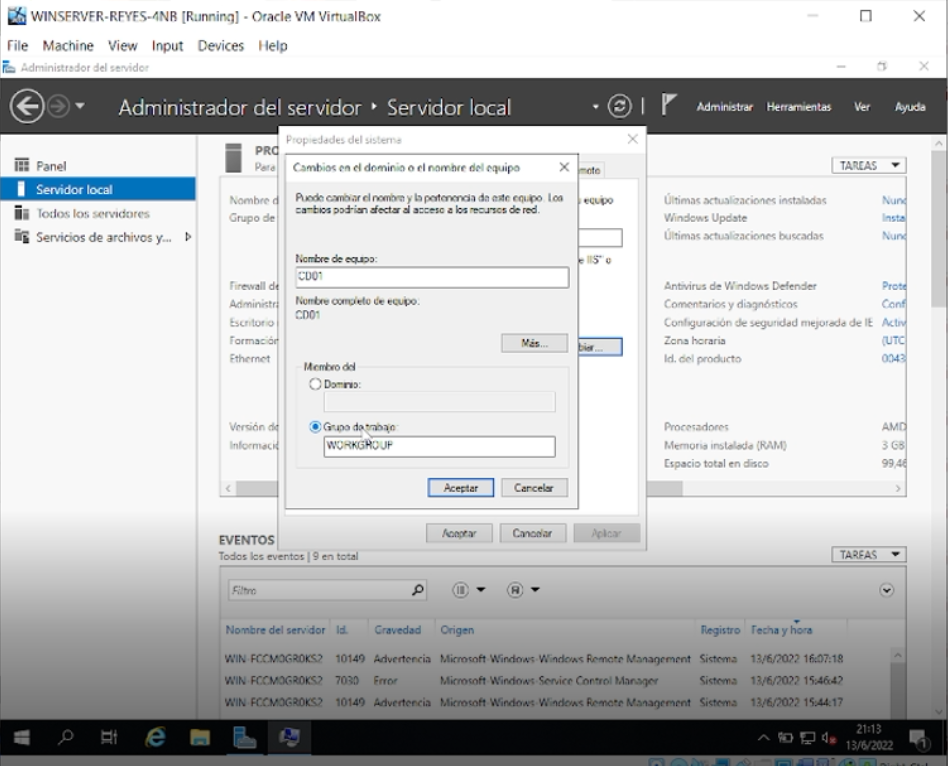 WINSERVER-REYES-4NB [Running] - Oracle VM VirtualBox
File Machine View Input Devices Help
Administrador del servidor
Administrador del servidor Servidor local
Administrar Herramientas Ver Ayuda
Panel
Servidor local
Todos los servidores
Servicios de archivos y...
PRO
Para
TAREAS
Propiedades del sistema
Cambios en el dominio o el nombre del equipo
Puede cambiar el nombre y la pertenencia de este equipo. Los
cambios podrían afectar al acceso a los recursos de red.
Nombre de equipo:
CD01
Nombre completo de equipo:
CD01
Más...
Miembro del
Dominio:
Grupo de trabajo:
WORKGROUP
Aceptar Cancelar
Aceptar Cancelar Aplicar
equipo
Nombre d
Grupo de
Firewall de
Administra
Escritorio
Formación
Ethernet
Versión de
Informació
Últimas actualizaciones instaladas Nunc
Windows Update Insta
Últimas actualizaciones buscadas Nunc
Antivirus de Windows Defender Prote
Comentarios y diagnósticos Conf
Configuración de seguridad mejorada de IE Activ
Zona horaria (UTC
Id. del producto 0043
Procesadores AMD
Memoria instalada (RAM) 3 GB
Espacio total en disco 99,46
EVENTOS
Todos los eventos | 9 en total
TAREAS
Filtro
Nombre del servidor Id. Gravedad Origen Registro Fecha y hora
WIN-FCCM0GR0KS2 10149 Advertencia Microsoft-Windows-Windows Remote Management Sistema 13/6/2022 16:07:18
WIN-FCCM0GR0KS2 7030 Error Microsoft-Windows-Service Control Manager Sistema 13/6/2022 15:46:42
WIN-FCCM0GR0KS2 10149 Advertencia Microsoft-Windows-Windows Remote Management Sistema 13/6/2022 15:44:17
21:13
13/6/2022